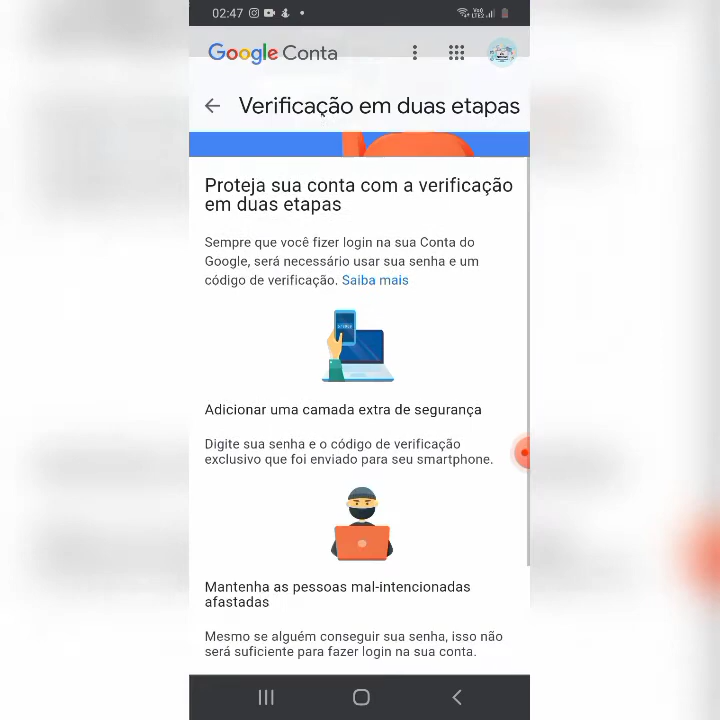 02:47
Vo)) LTE2
Google Conta
Verificação em duas etapas
Proteja sua conta com a verificação
em duas etapas
Sempre que você fizer login na sua Conta do
Google, será necessário usar sua senha e um
código de verificação. Saiba mais
Adicionar uma camada extra de segurança
Digite sua senha e o código de verificação
exclusivo que foi enviado para seu smartphone.
Mantenha as pessoas mal-intencionadas
afastadas
Mesmo se alguém conseguir sua senha, isso não
será suficiente para fazer login na sua conta.